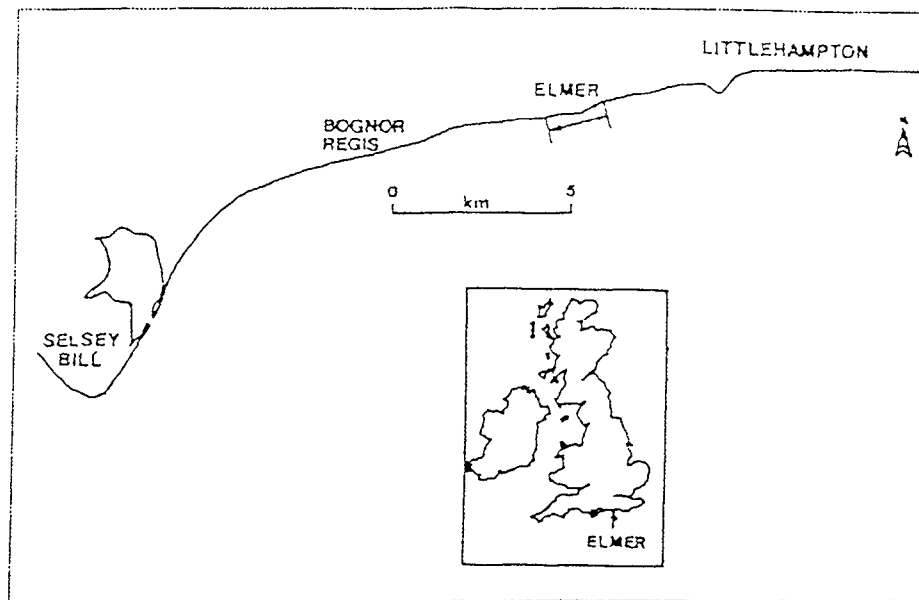 LITTLEHAMPTON
ELMER
BOGNOR
REGIS
0 5
km
SELSEY
BILL
ELMER